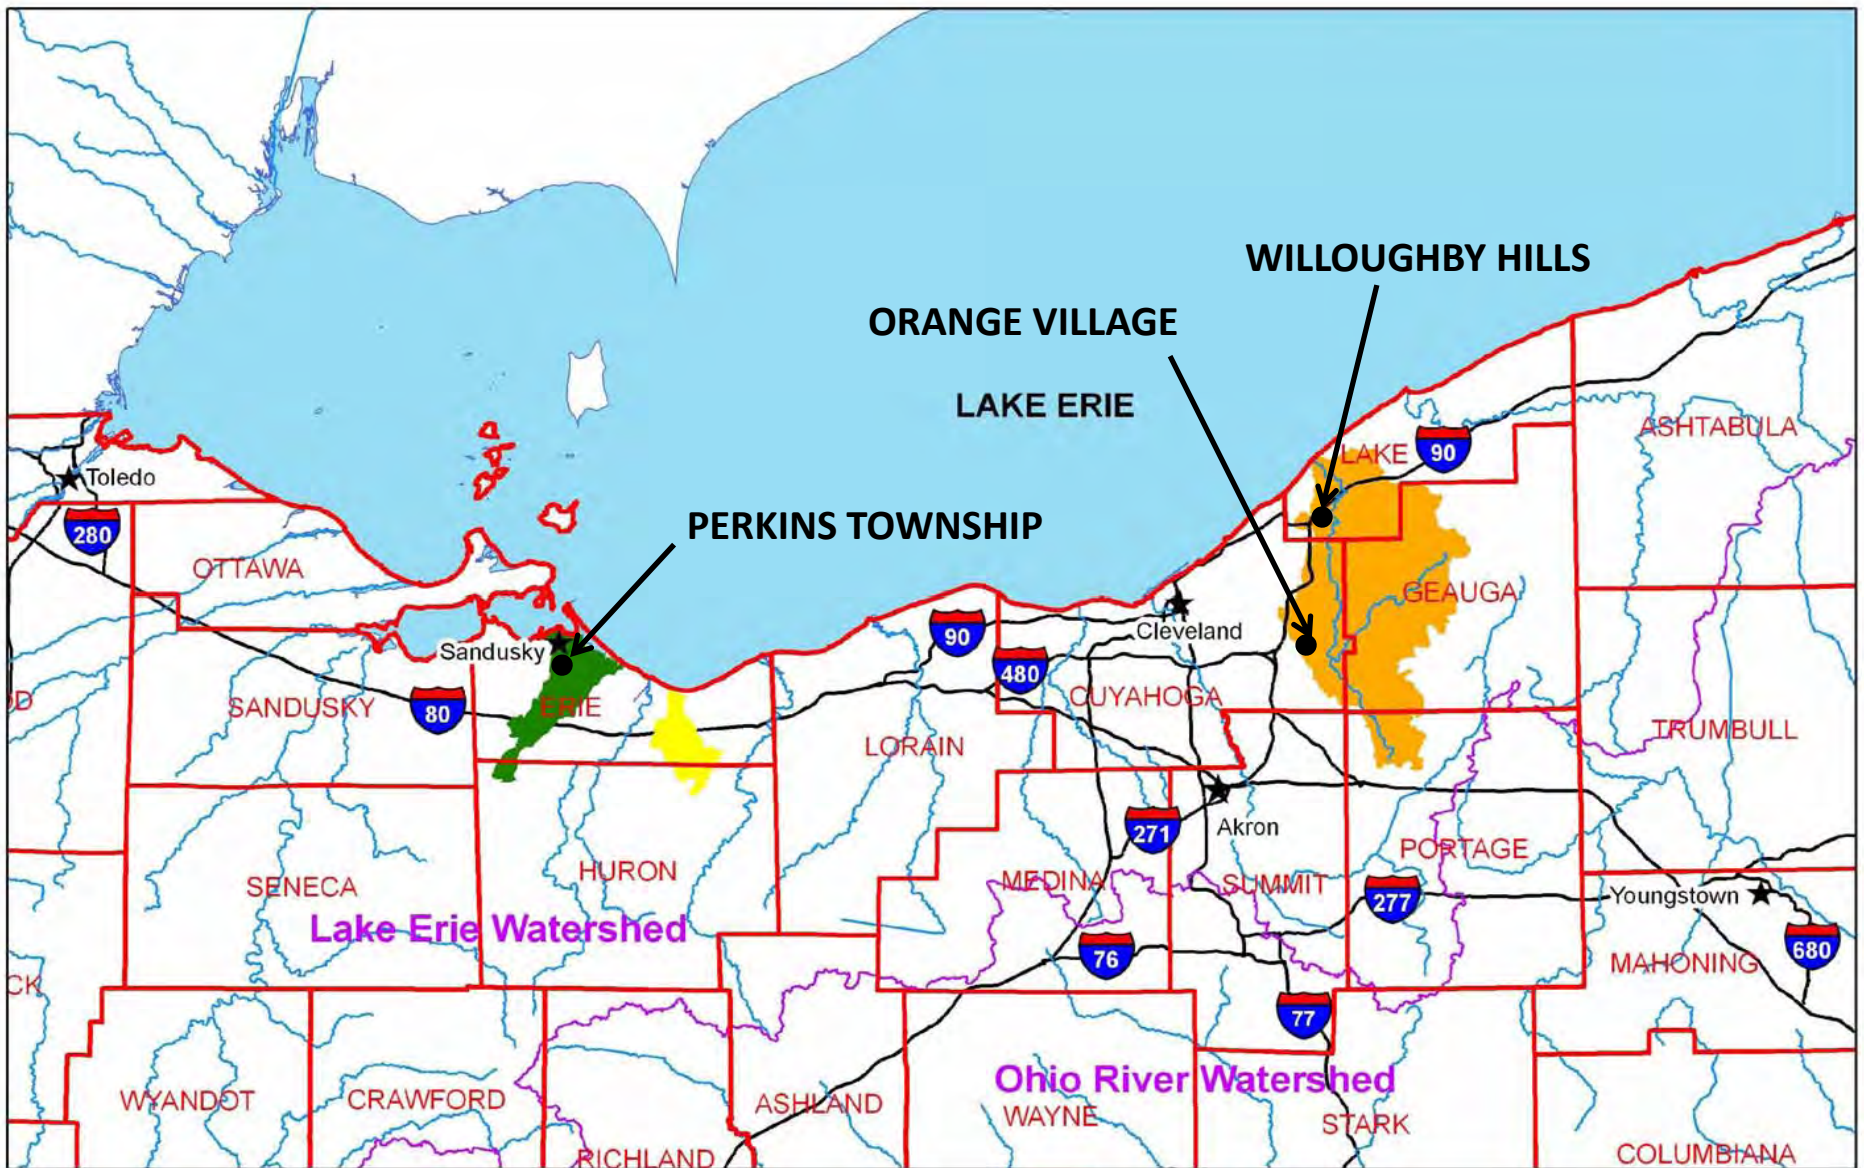 WILLOUGHBY HILLS
ORANGE VILLAGE
LAKE ERIE
ASHTABULA
LAKE
90
Toledo
280
PERKINS TOWNSHIP
OTTAWA
GEAUGA
90
Cleveland
Sandusky
480
CUYAHOGA
SANDUSKY
80
ERIE
TRUMBULL
LORAIN
271
Akron
PORTAGE
HURON
SENECA
MEDINA
SUMMIT
277
Youngstown
Lake Erie Watershed
76
680
MAHONING
CK
77
Ohio River Watershed
WYANDOT
CRAWFORD
ASHLAND
WAYNE
STARK
RICHLAND
COLUMBIANA